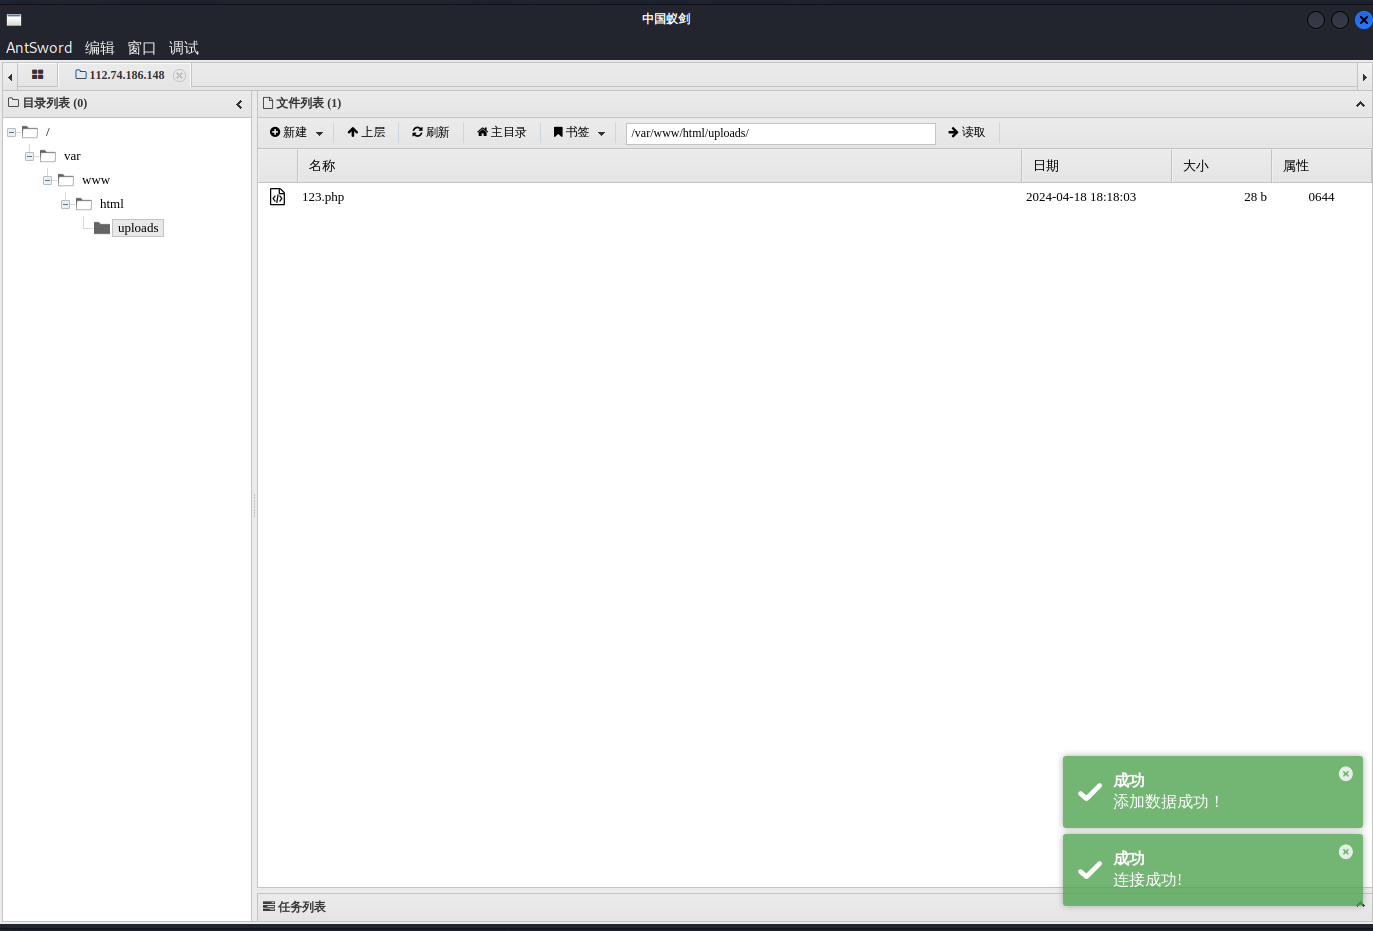 中国蚁剑
AntSword 编辑 窗口 调试
112.74.186.148
目录列表 (0)
文件列表 (1)
新建 上层 刷新 主目录 书签 /var/www/html/uploads/ 读取
/
var
www
html
uploads
名称 日期 大小 属性
123.php 2024-04-18 18:18:03 28 b 0644
成功
添加数据成功！
成功
连接成功!
任务列表